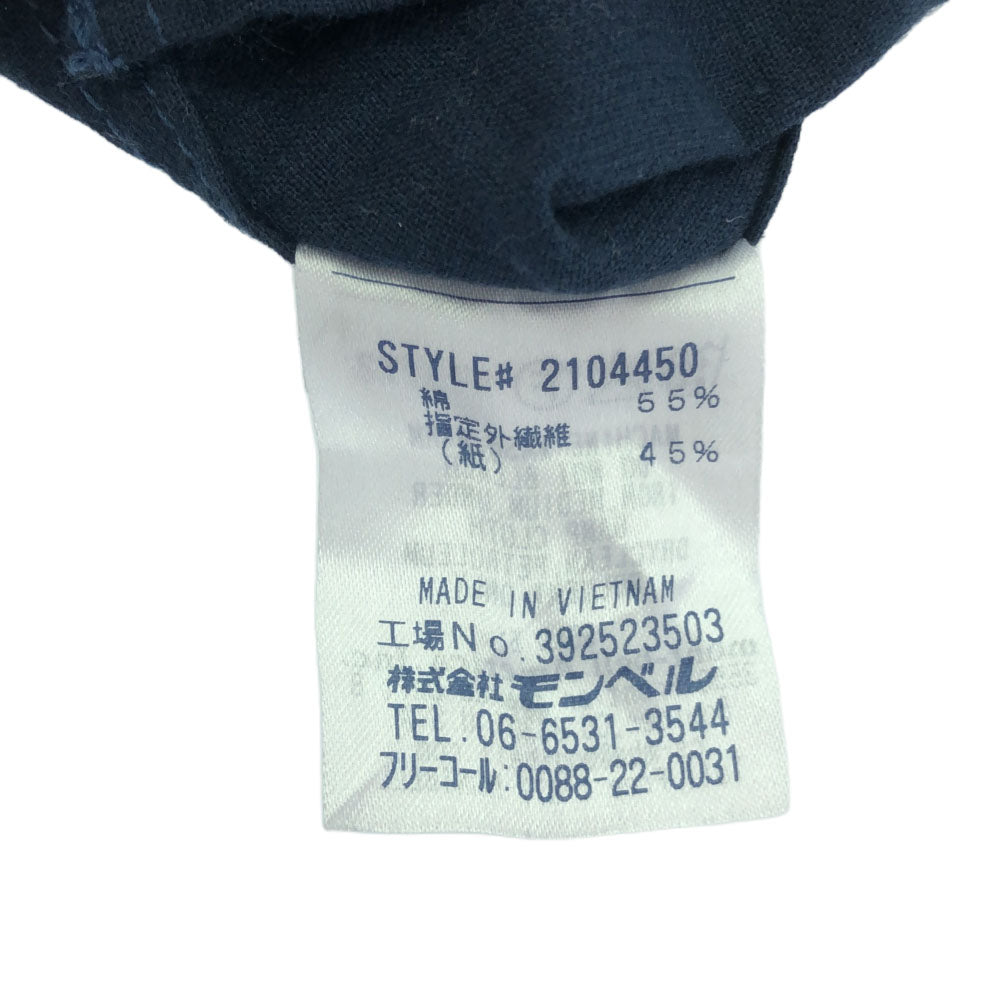 STYLE# 2104450
綿 55%
指定外繊維
(紙) 45%
MADE IN VIETNAM
工場No.392523503
株式会社モンベル
TEL.06-6531-3544
フリーコール:0088-22-0031